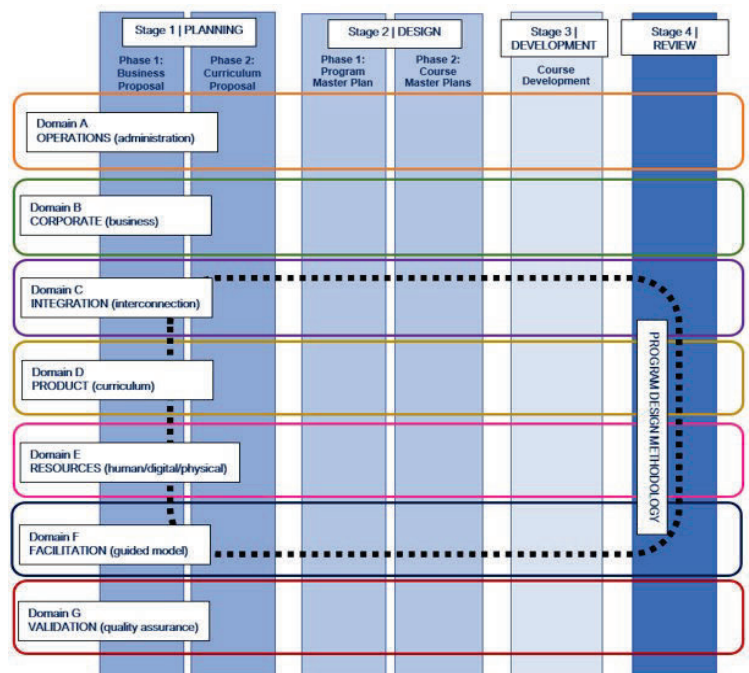 Stage 1 | PLANNING
Phase 1:
Business
Proposal
Phase 2:
Curriculum
Proposal
Stage 2 | DESIGN
Phase 1:
Program
Master Plan
Phase 2:
Course
Master Plans
Stage 3 |
DEVELOPMENT
Course
Development
Stage 4 |
REVIEW
Domain A
OPERATIONS (administration)
Domain B
CORPORATE (business)
Domain C
INTEGRATION (interconnection)
Domain D
PRODUCT (curriculum)
Domain E
RESOURCES (human/digital/physical)
Domain F
FACILITATION (guided model)
Domain G
VALIDATION (quality assurance)
PROGRAM DESIGN METHODOLOGY